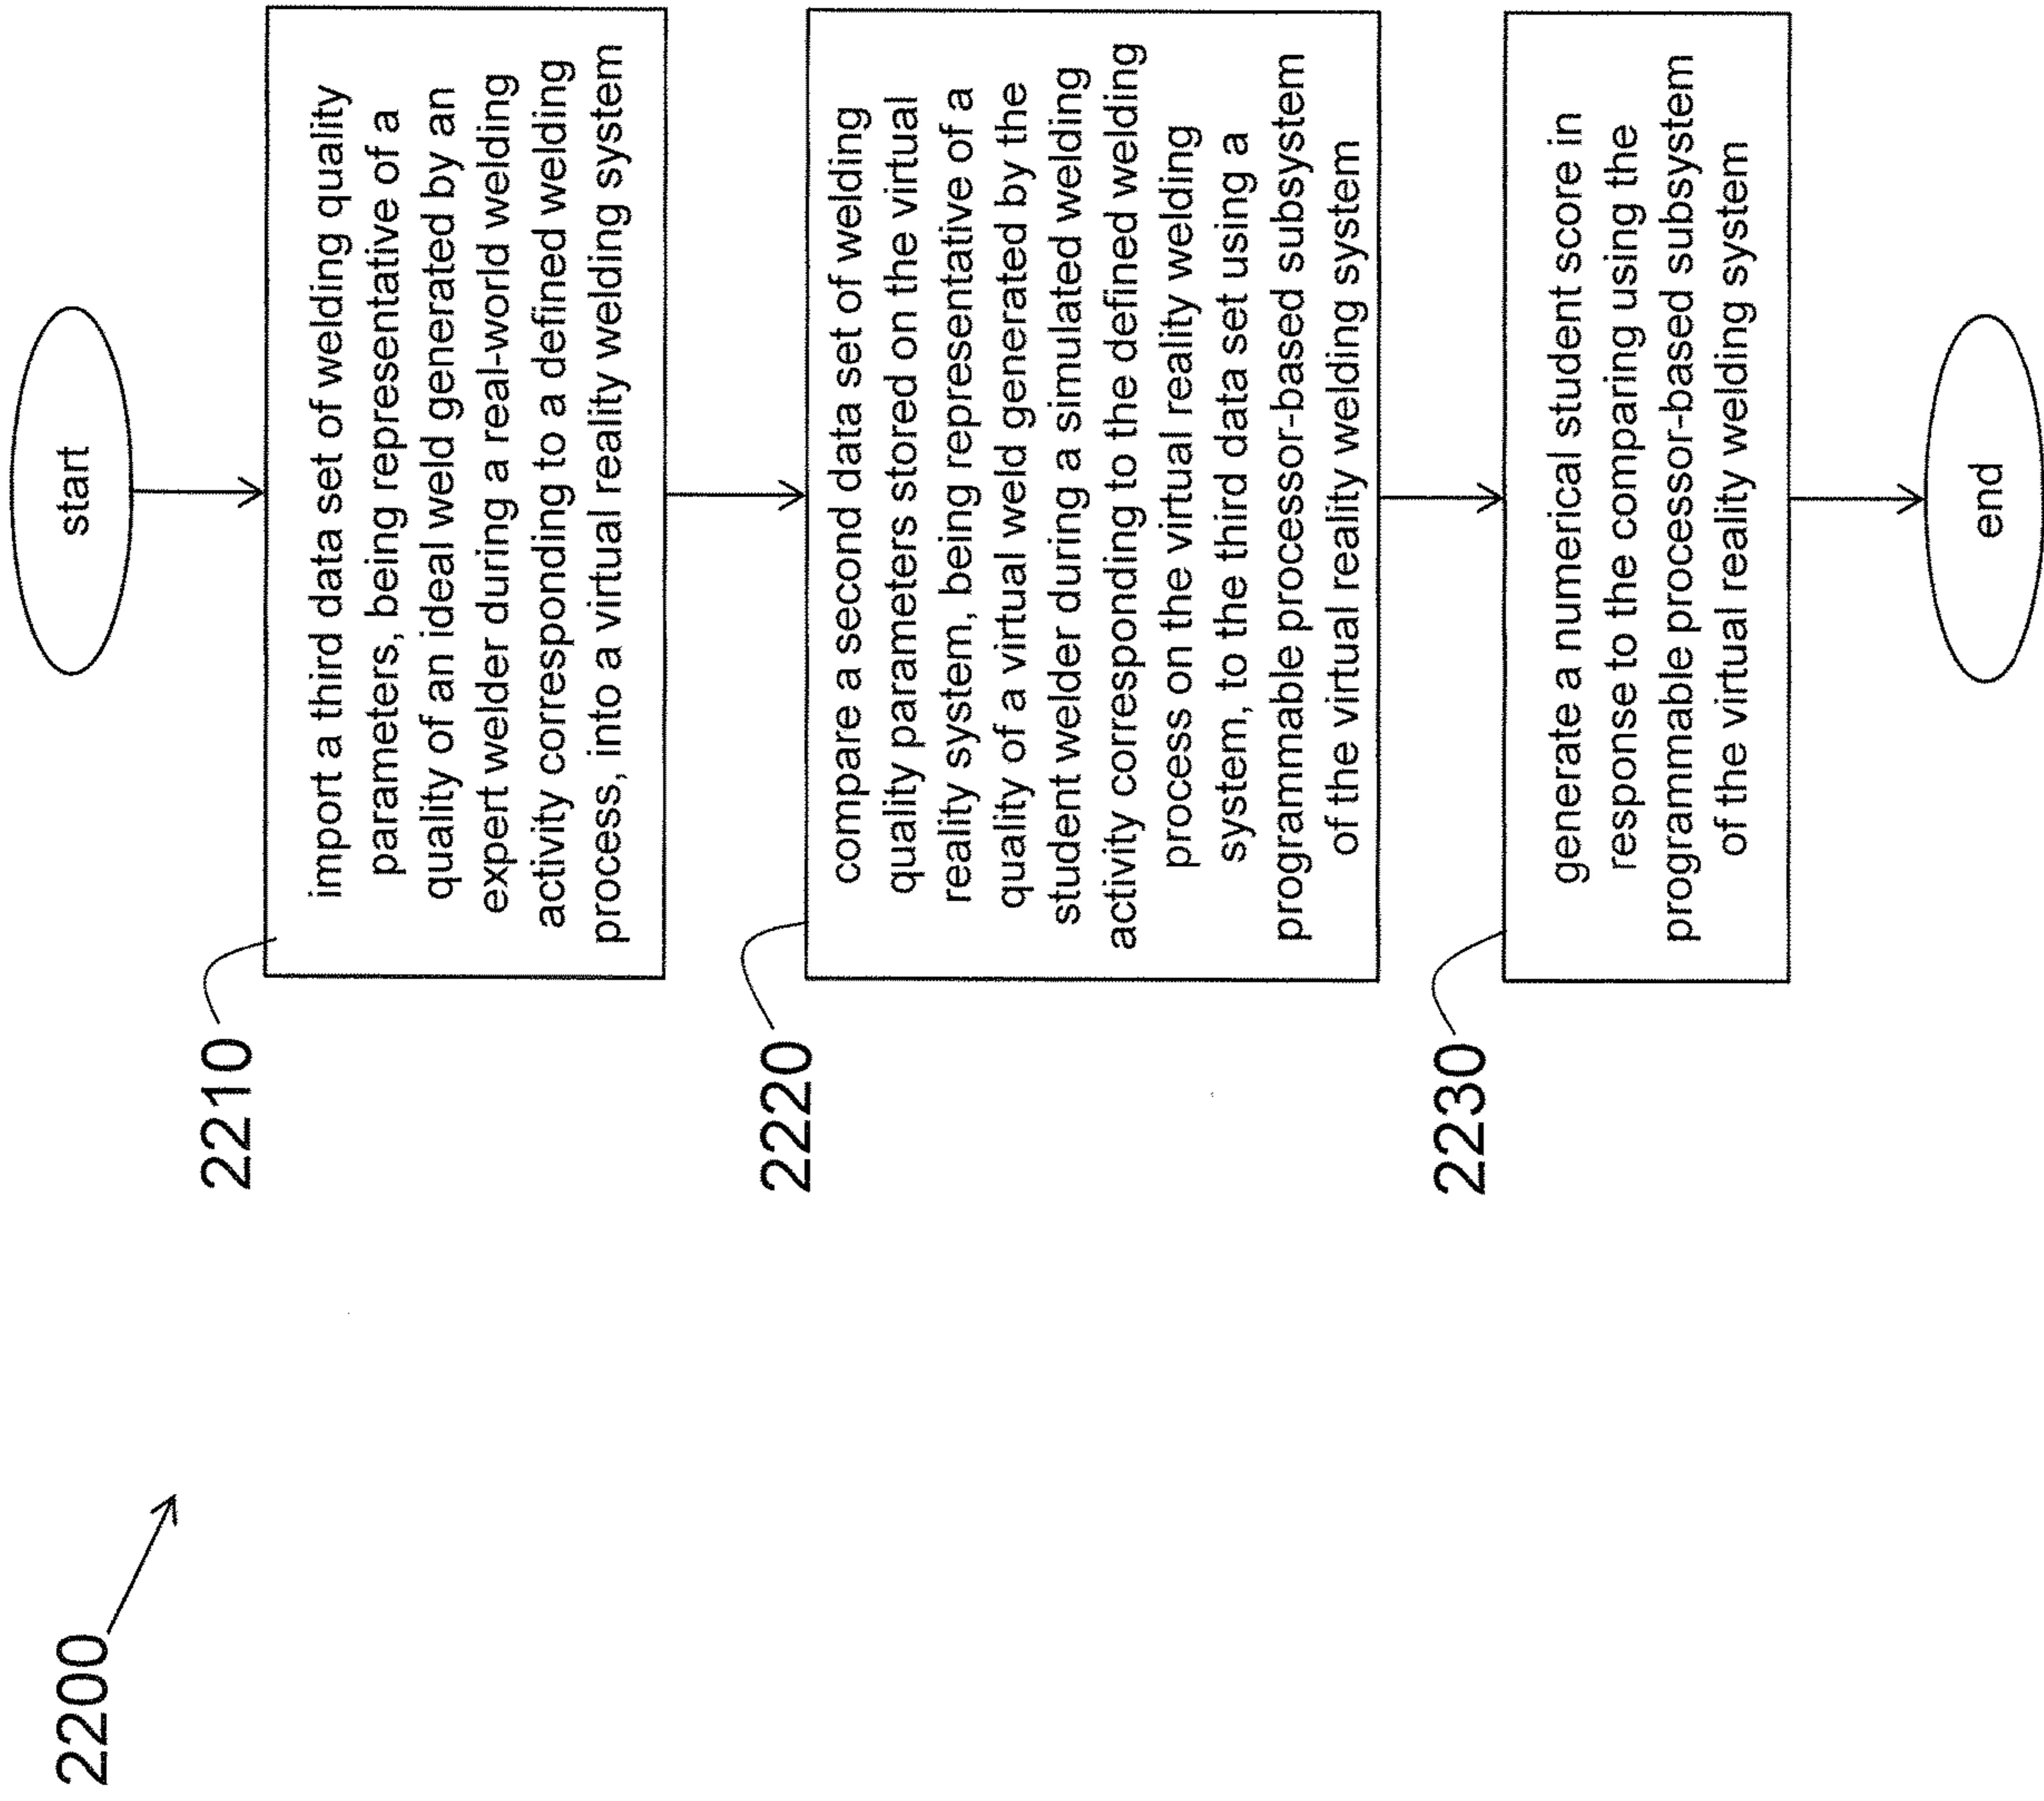 2200
start
2210
import a third data set of welding quality
parameters, being representative of a
quality of an ideal weld generated by an
expert welder during a real-world welding
activity corresponding to a defined welding
process, into a virtual reality welding system
2220
compare a second data set of welding
quality parameters stored on the virtual
reality system, being representative of a
quality of a virtual weld generated by the
student welder during a simulated welding
activity corresponding to the defined welding
process on the virtual reality welding
system, to the third data set using a
programmable processor-based subsystem
of the virtual reality welding system
2230
generate a numerical student score in
response to the comparing using the
programmable processor-based subsystem
of the virtual reality welding system
end